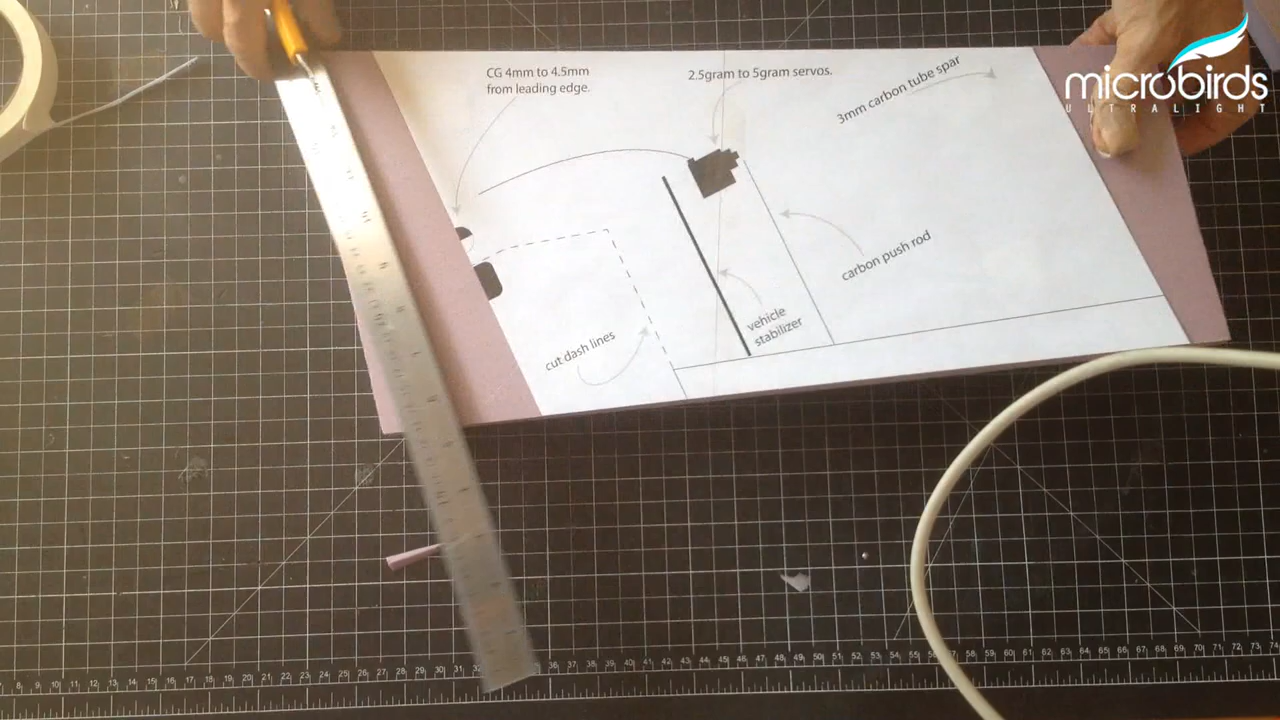 microbirds
ULTRALIGHT
CG 4mm to 4.5mm
from leading edge.
2.5gram to 5gram servos.
3mm carbon tube spar
carbon push rod
vehicle
stabilizer
cut dash lines